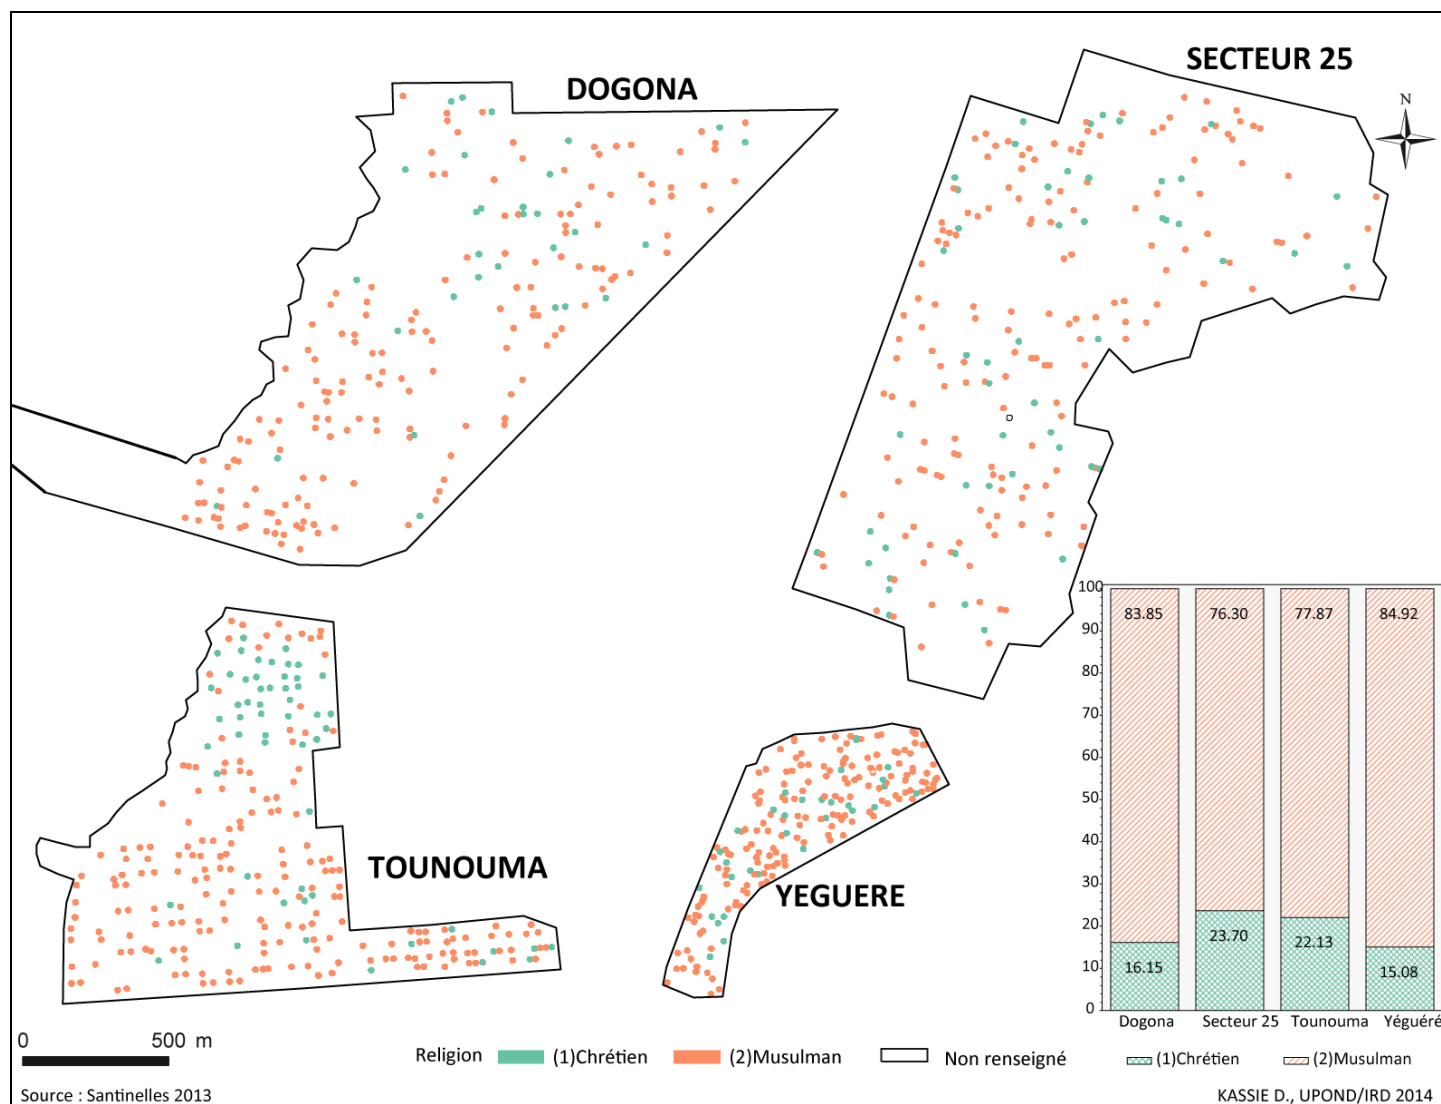 DOGONA
SECTEUR 25
N
TOUNOUMA
YEGUERE
100
90
80
70
60
50
40
30
20
10
0
83.85
76.30
77.87
84.92
16.15
23.70
22.13
15.08
Dogona
Secteur 25
Tounouma
Yéguéré
0
500 m
Religion
(1)Chrétien
(2)Musulman
Non renseigné
(1)Chrétien
(2)Musulman
Source : Santinelles 2013
KASSIE D., UPOND/IRD 2014